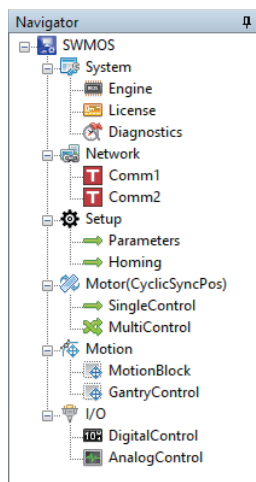 Navigator
SWMOS
System
Engine
License
Diagnostics
Network
Comm1
Comm2
Setup
Parameters
Homing
Motor(CyclicSyncPos)
SingleControl
MultiControl
Motion
MotionBlock
GantryControl
I/O
DigitalControl
AnalogControl